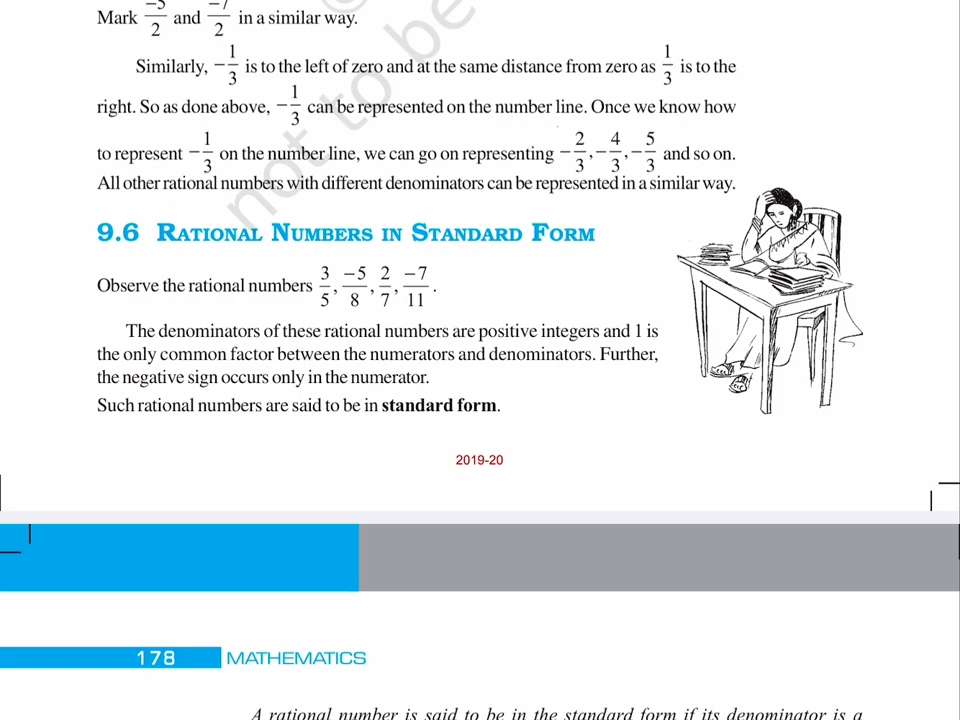 Mark −5/2 and −7/2 in a similar way.
Similarly, −1/3 is to the left of zero and at the same distance from zero as 1/3 is to the
right. So as done above, −1/3 can be represented on the number line. Once we know how
to represent −1/3 on the number line, we can go on representing −2/3, −4/3, −5/3 and so on.
All other rational numbers with different denominators can be represented in a similar way.
9.6 RATIONAL NUMBERS IN STANDARD FORM
Observe the rational numbers 3/5, −5/8, 2/7, −7/11.
The denominators of these rational numbers are positive integers and 1 is
the only common factor between the numerators and denominators. Further,
the negative sign occurs only in the numerator.
Such rational numbers are said to be in standard form.
not to be
2019-20
178 MATHEMATICS
A rational number is said to be in the standard form if its denominator is a